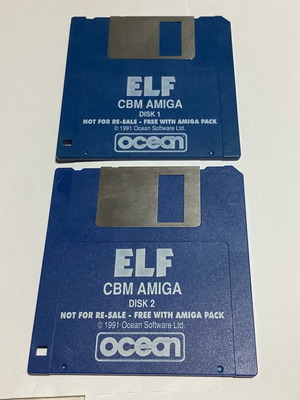 ELF
CBM AMIGA
DISK 1
NOT FOR RE-SALE - FREE WITH AMIGA PACK
© 1991 Ocean Software Ltd.
ocean
ELF
CBM AMIGA
DISK 2
NOT FOR RE-SALE - FREE WITH AMIGA PACK
© 1991 Ocean Software Ltd.
ocean